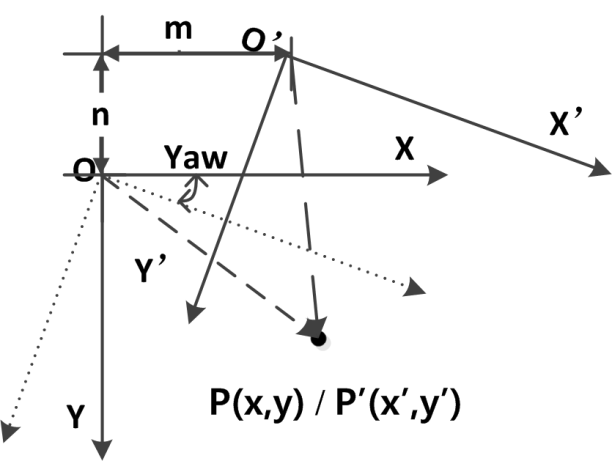 m
O’
n
X’
O
Yaw
X
Y’
Y
P(x,y) / P′(x′,y′)